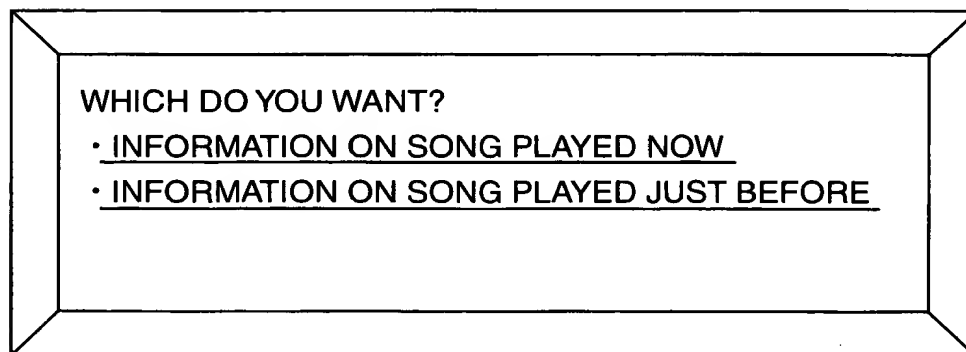 WHICH DO YOU WANT?
· INFORMATION ON SONG PLAYED NOW
· INFORMATION ON SONG PLAYED JUST BEFORE